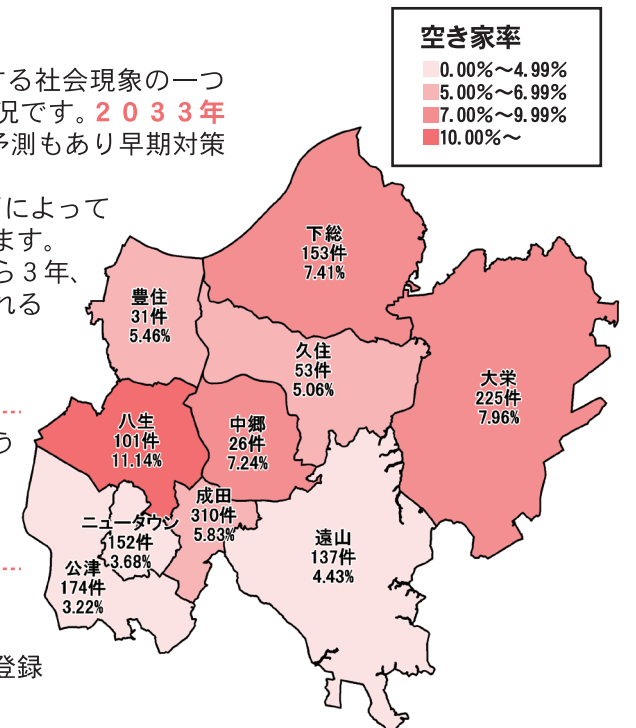 する社会現象の一つ
況です。2033年
予測もあり早期対策
によって
ます。
ら3年、
れる
う
登録
空き家率
0.00%～4.99%
5.00%～6.99%
7.00%～9.99%
10.00%～
下総
153件
7.41%
豊住
31件
5.46%
久住
53件
5.06%
大栄
225件
7.96%
八生
101件
11.14%
中郷
26件
7.24%
成田
310件
5.83%
ニュータウン
152件
3.68%
公津
174件
3.22%
遠山
137件
4.43%